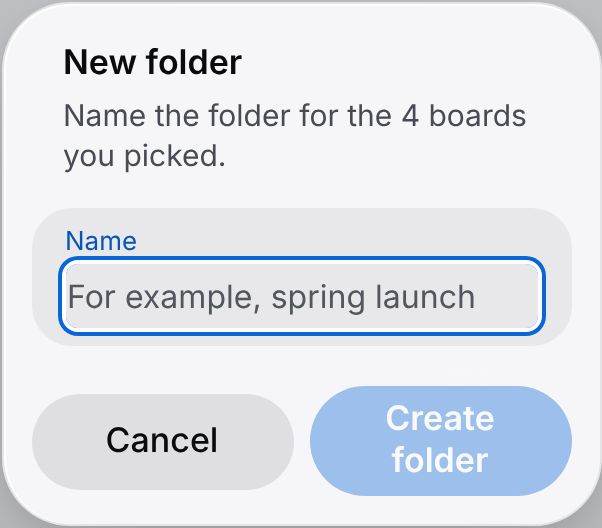 New folder
Name the folder for the 4 boards
you picked.
Name
For example, spring launch
Cancel
Create
folder